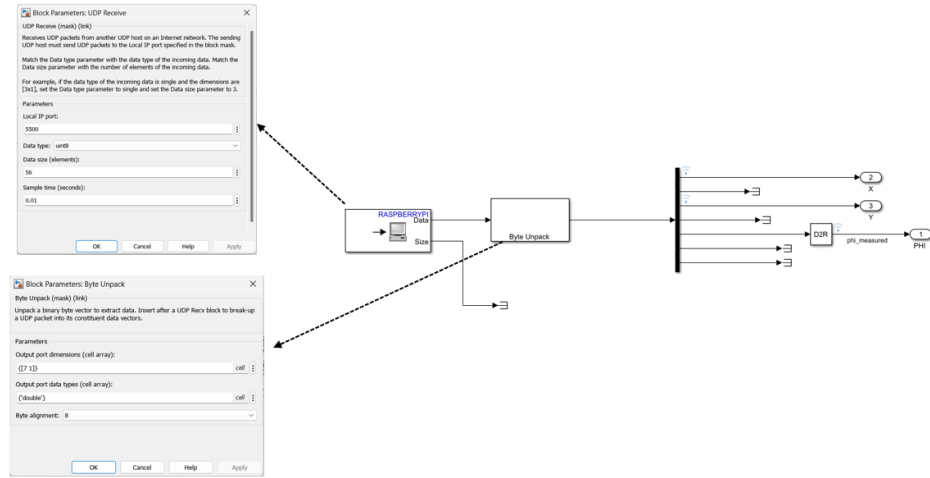 Block Parameters: UDP Receive
UDP Receive (mask) (link)
Receives UDP packets from another UDP host on an Internet network. The sending
UDP host must send UDP packets to the Local IP port specified in the block mask.
Match the Data type parameter with the data type of the incoming data. Match the
Data size parameter with the number of elements of the incoming data.
For example, if the data type of the incoming data is single and the dimensions are
[3x1], set the Data type parameter to single and set the Data size parameter to 3.
Parameters
Local IP port:
5500
Data type: uint8
Data size (elements):
56
Sample time (seconds):
0.01
OK Cancel Help Apply
Block Parameters: Byte Unpack
Byte Unpack (mask) (link)
Unpack a binary byte vector to extract data. Insert after a UDP Recv block to break-up
a UDP packet into its constituent data vectors.
Parameters
Output port dimensions (cell array):
{[7 1]}
cell
Output port data types (cell array):
{'double'}
cell
Byte alignment: 8
OK Cancel Help Apply
RASPBERRYPI
Data
Size
Byte Unpack
2
X
3
Y
D2R
phi_measured
1
PHI